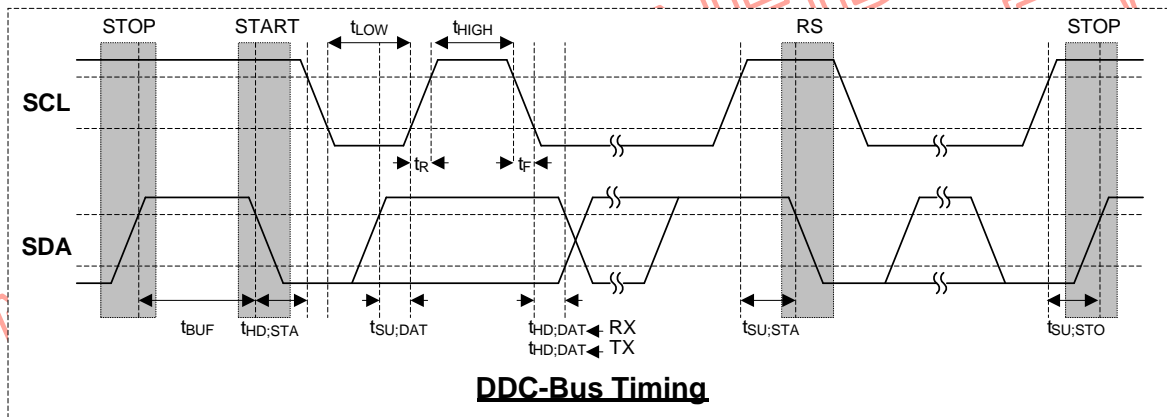 STOP START tLOW tHIGH RS STOP
SCL
tR tF
SDA
tBUF tHD;STA tSU;DAT tHD;DAT RX tSU;STA tSU;STO
tHD;DAT TX
DDC-Bus Timing